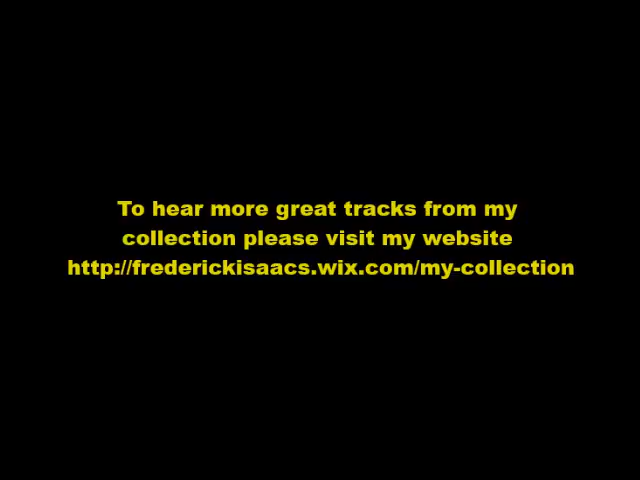 To hear more great tracks from my
collection please visit my website
http://frederickisaacs.wix.com/my-collection